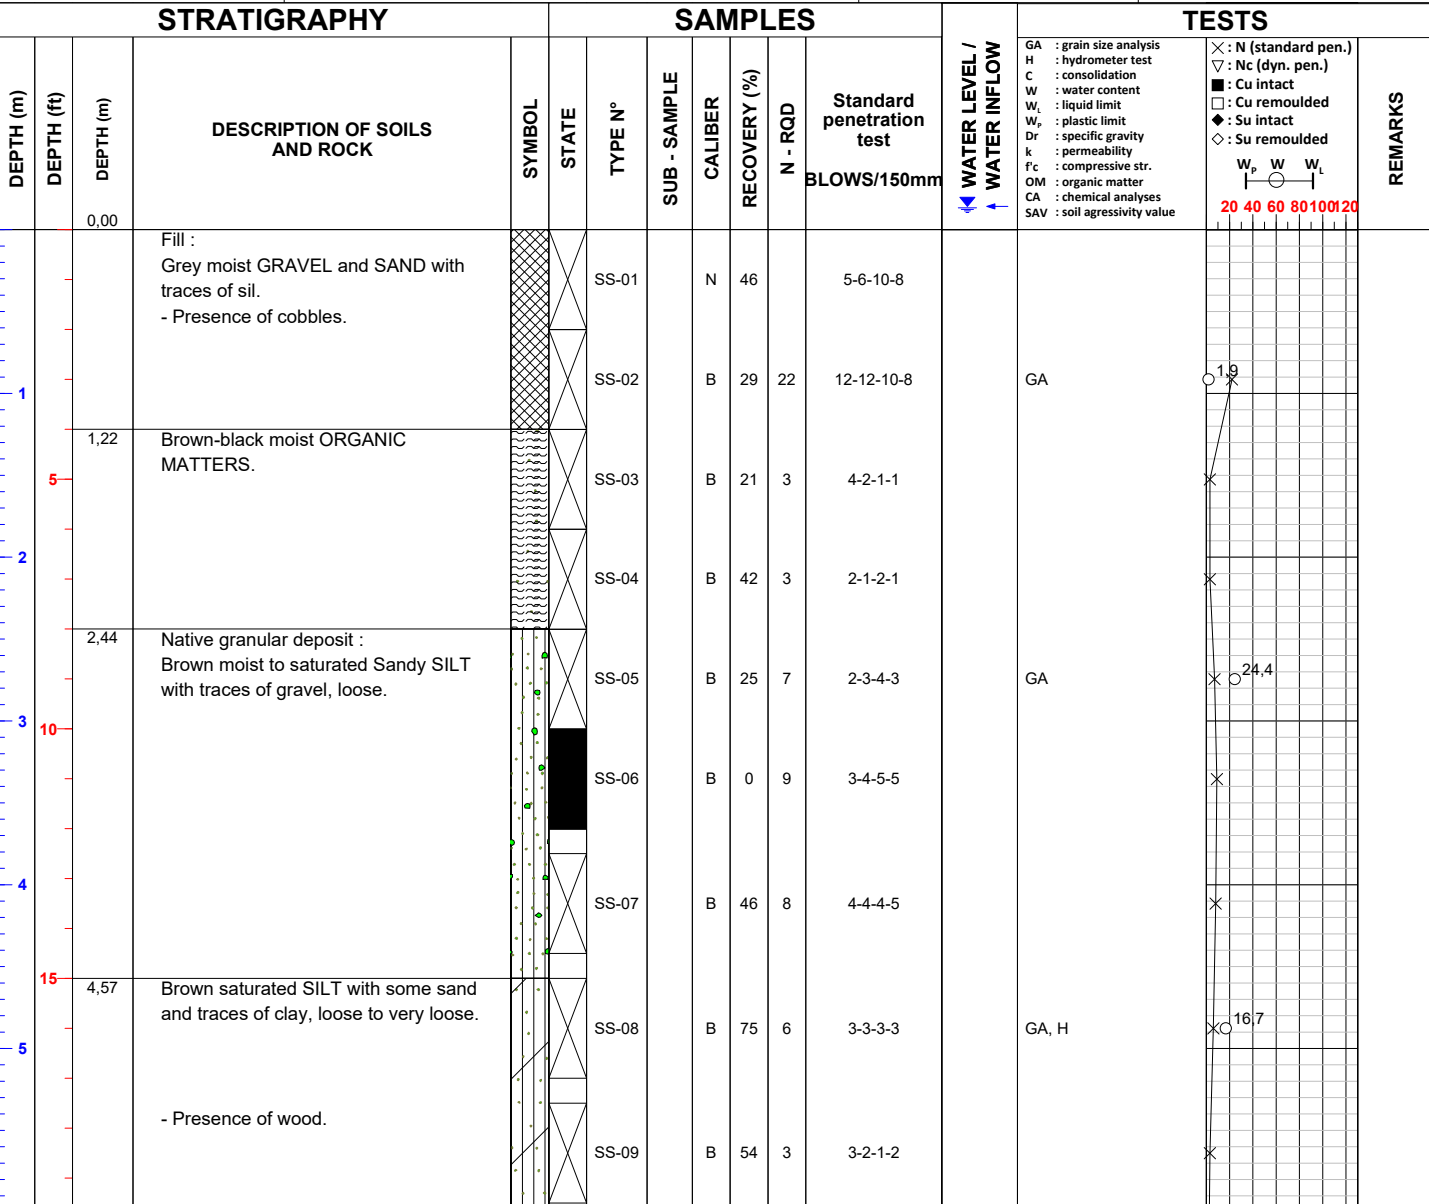 STRATIGRAPHY
SAMPLES
TESTS
DEPTH (m)
DEPTH (ft)
DEPTH (m)
0,00
DESCRIPTION OF SOILS
AND ROCK
SYMBOL
STATE
TYPE N°
SUB - SAMPLE
CALIBER
RECOVERY (%)
N - RQD
Standard
penetration
test
BLOWS/150mm
WATER LEVEL /
WATER INFLOW
GA : grain size analysis
H : hydrometer test
C : consolidation
W : water content
WL : liquid limit
WP : plastic limit
Dr : specific gravity
k : permeability
f'c : compressive str.
OM : organic matter
CA : chemical analyses
SAV : soil agressivity value
: N (standard pen.)
: Nc (dyn. pen.)
: Cu intact
: Cu remoulded
: Su intact
: Su remoulded
WP W WL
20 40 60 80 100 120
REMARKS
Fill :
Grey moist GRAVEL and SAND with
traces of sil.
- Presence of cobbles.
SS-01 N 46 5-6-10-8
1 SS-02 B 29 22 12-12-10-8 GA 1,9
1,22 Brown-black moist ORGANIC
MATTERS.
5 SS-03 B 21 3 4-2-1-1
2 SS-04 B 42 3 2-1-2-1
2,44 Native granular deposit :
Brown moist to saturated Sandy SILT
with traces of gravel, loose.
SS-05 B 25 7 2-3-4-3 GA 24,4
3 10
SS-06 B 0 9 3-4-5-5
4 SS-07 B 46 8 4-4-4-5
15
4,57 Brown saturated SILT with some sand
and traces of clay, loose to very loose.
5 SS-08 B 75 6 3-3-3-3 GA, H 16,7
- Presence of wood.
SS-09 B 54 3 3-2-1-2